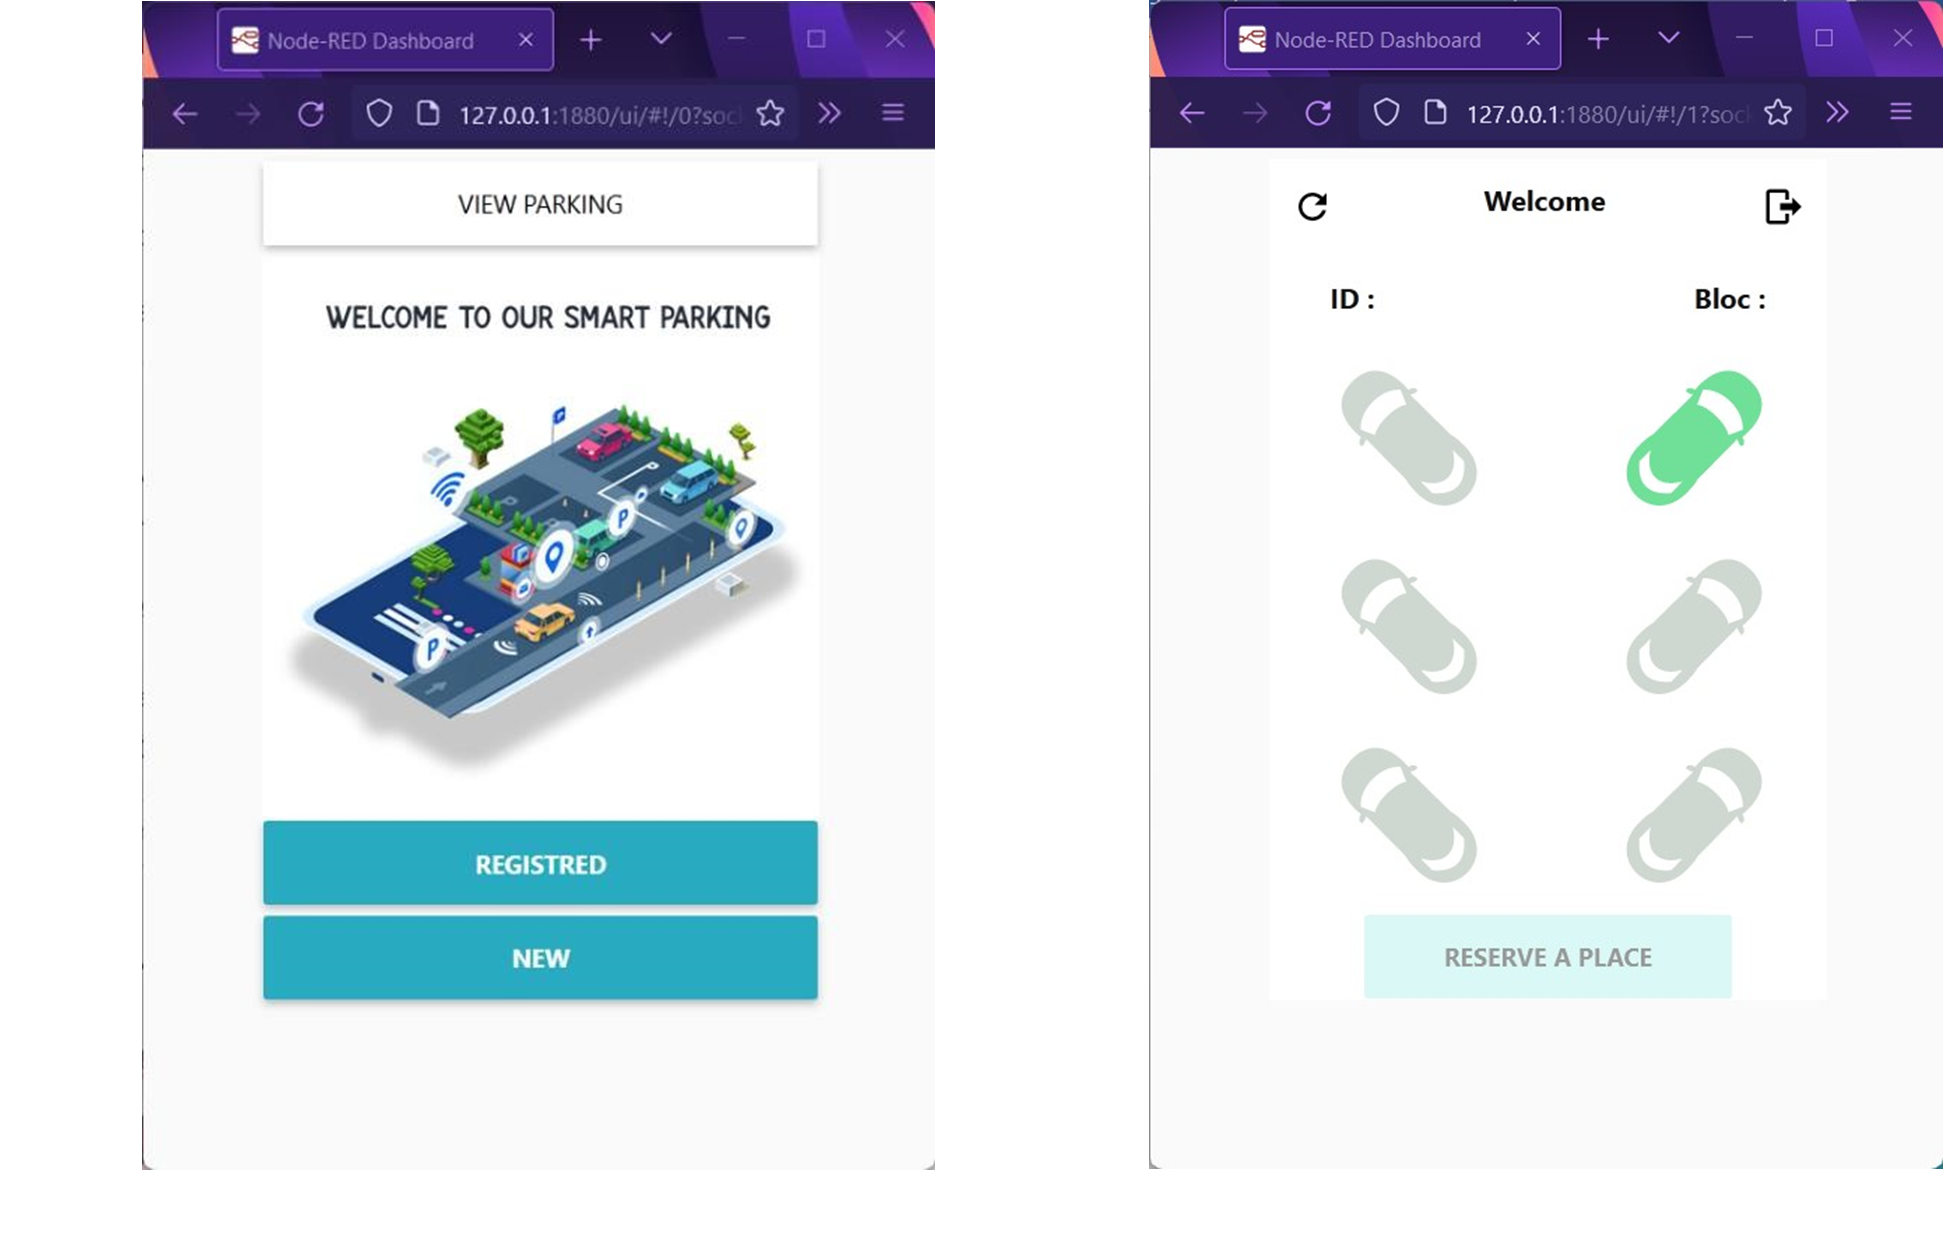 Node-RED Dashboard
127.0.0.1:1880/ui/#!/0?soc
VIEW PARKING
WELCOME TO OUR SMART PARKING
P
P
REGISTRED
NEW
Node-RED Dashboard
127.0.0.1:1880/ui/#!/1?soc
Welcome
ID :
Bloc :
RESERVE A PLACE